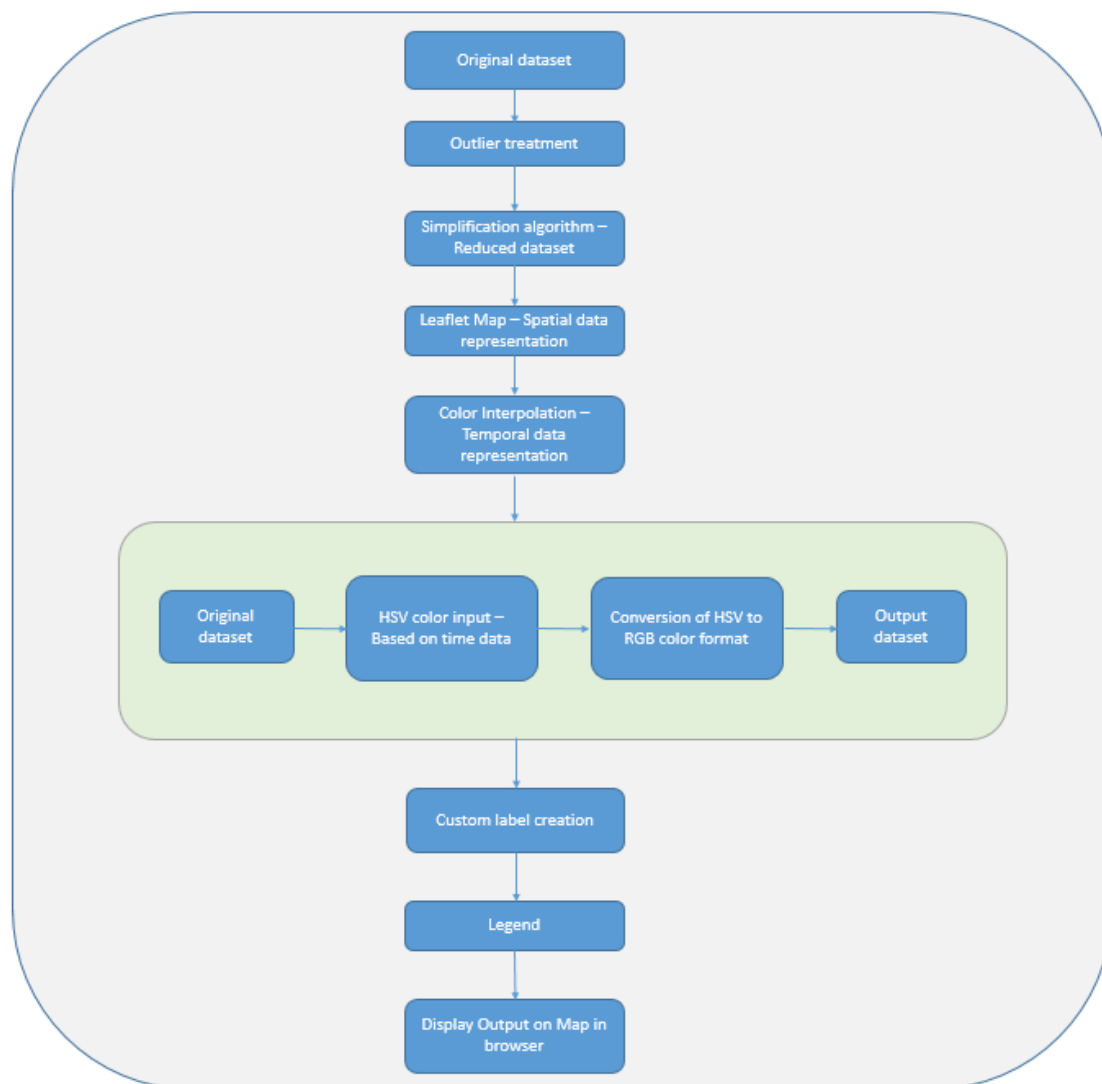 Original dataset
Outlier treatment
Simplification algorithm –
Reduced dataset
Leaflet Map – Spatial data
representation
Color Interpolation –
Temporal data
representation
Original
dataset
HSV color input –
Based on time data
Conversion of HSV to
RGB color format
Output
dataset
Custom label creation
Legend
Display Output on Map in
browser